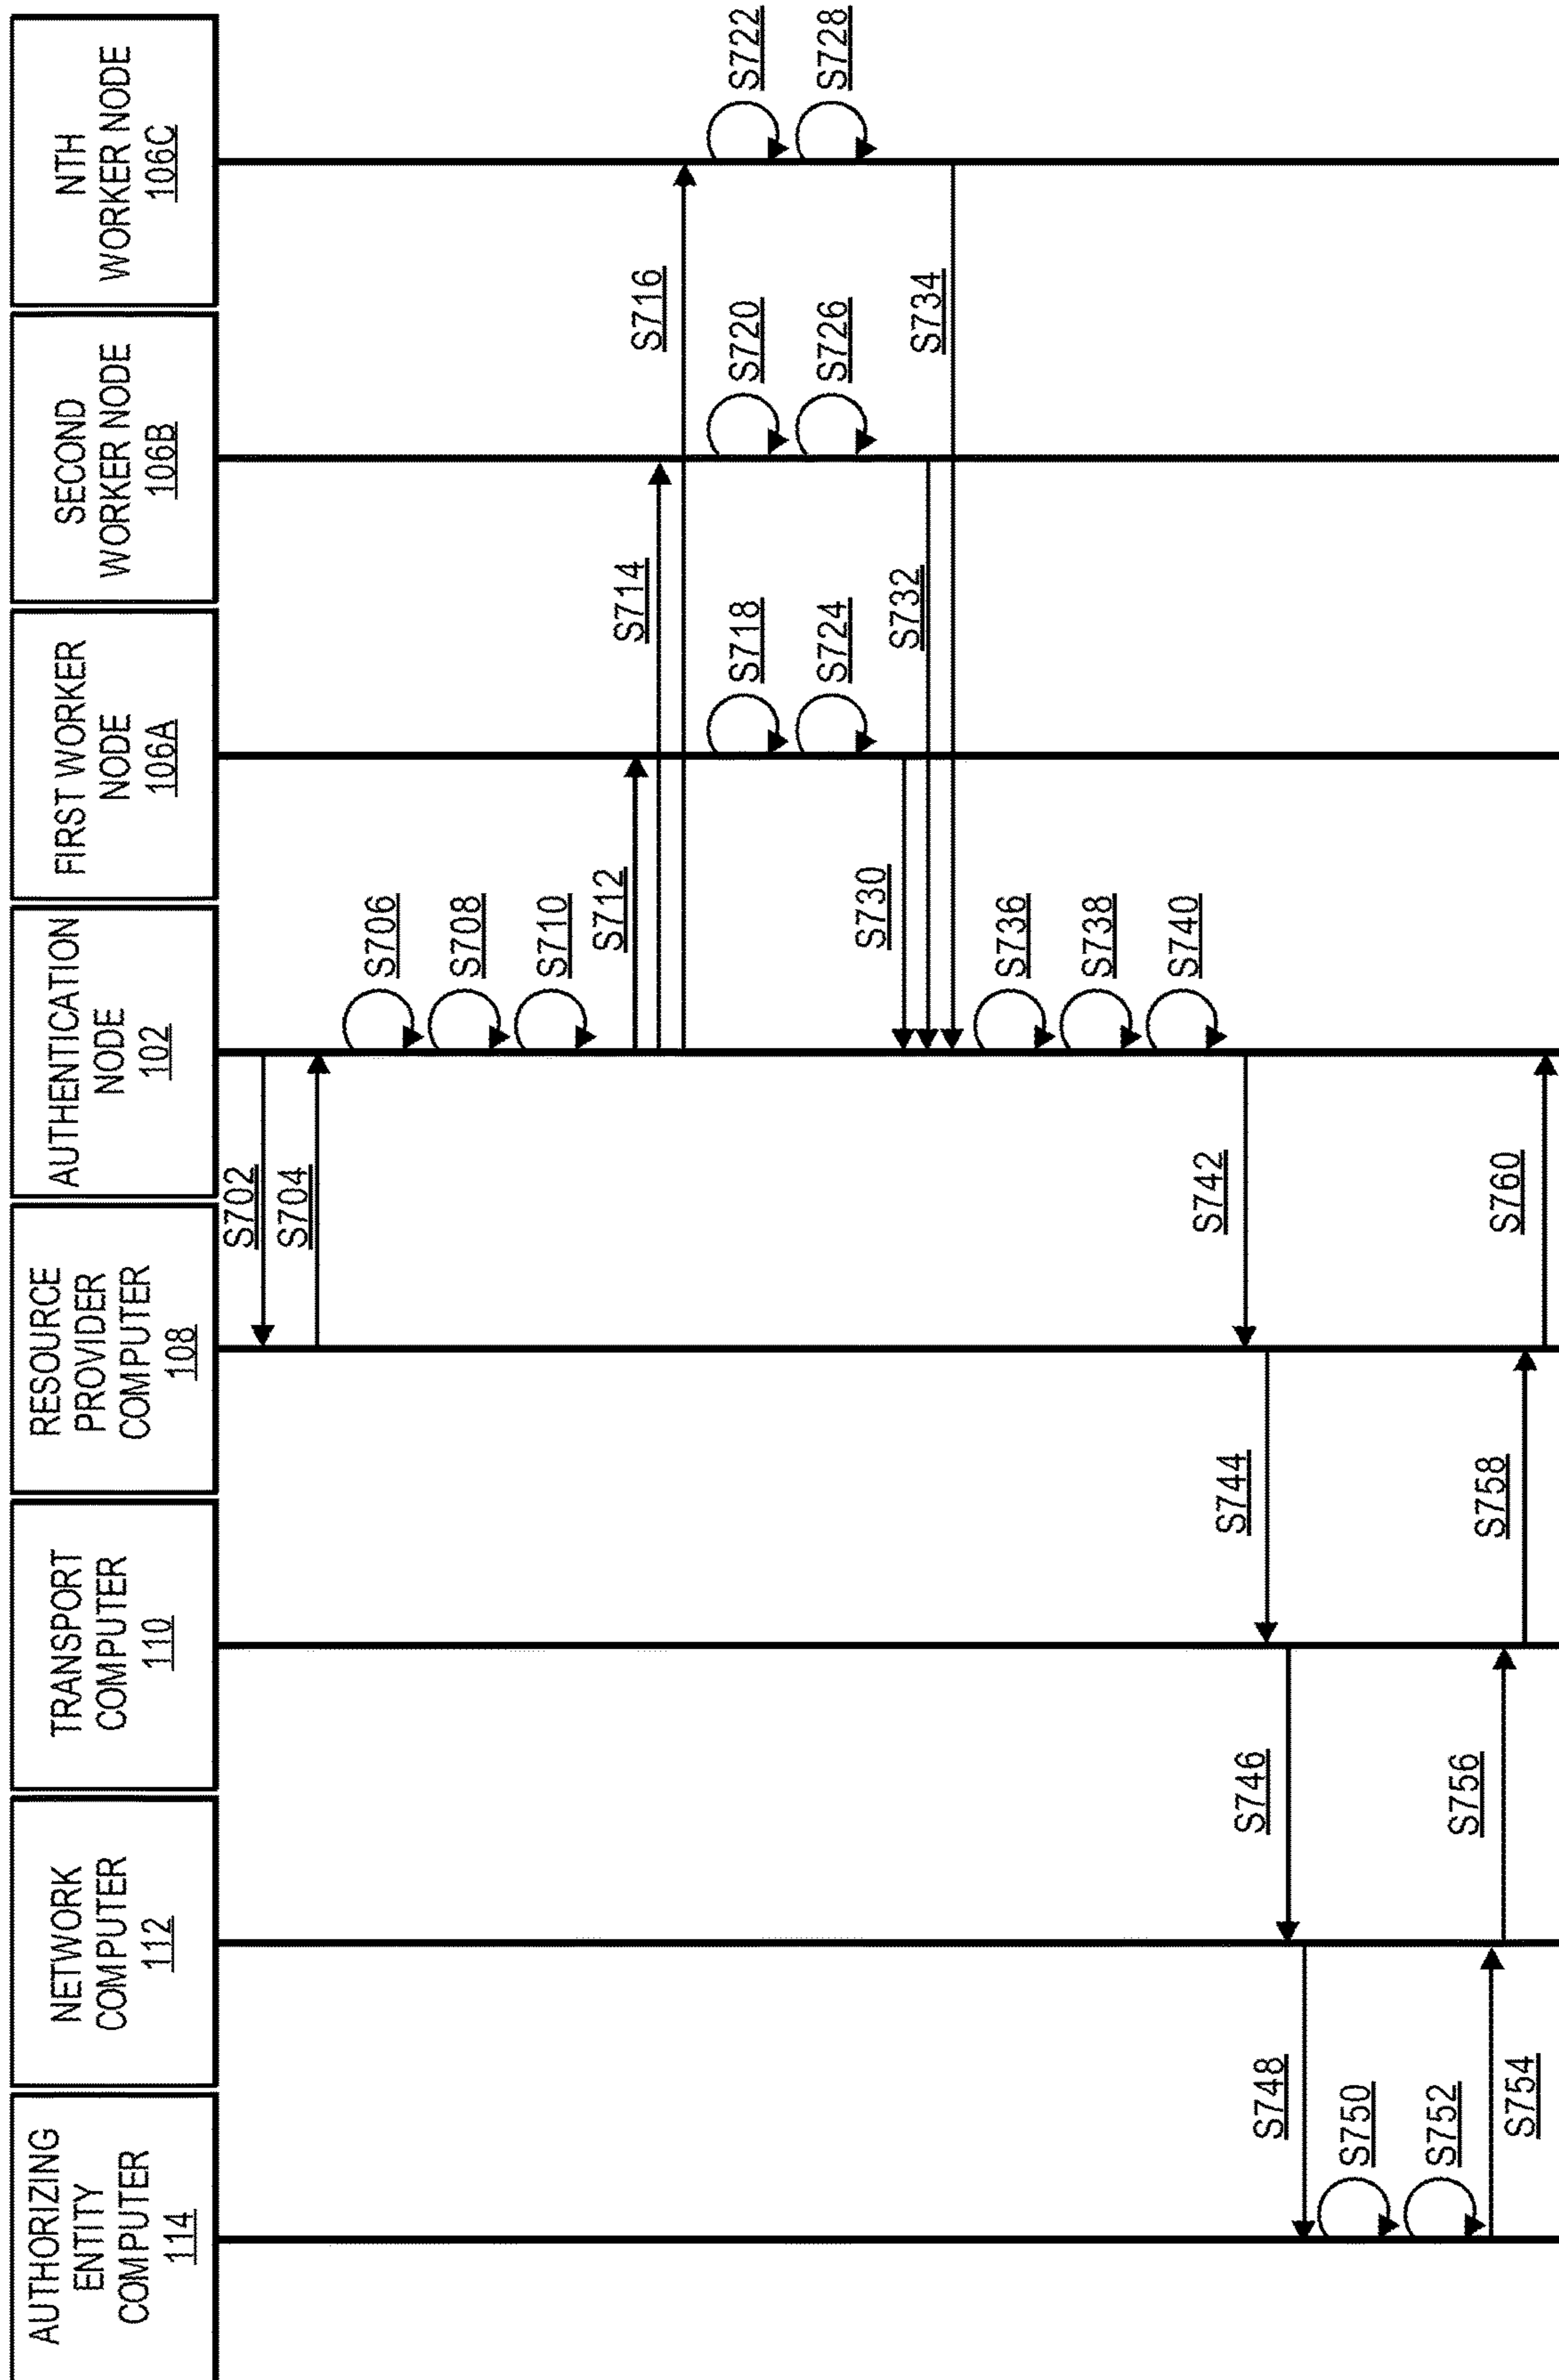 AUTHORIZING
ENTITY
COMPUTER
114
NETWORK
COMPUTER
112
TRANSPORT
COMPUTER
110
RESOURCE
PROVIDER
COMPUTER
108
AUTHENTICATION
NODE
102
FIRST WORKER
NODE
106A
SECOND
WORKER NODE
106B
NTH
WORKER NODE
106C
S702
S704
S706
S708
S710
S712
S714
S716
S718
S720
S722
S724
S726
S728
S730
S732
S734
S736
S738
S740
S742
S744
S746
S748
S750
S752
S754
S756
S758
S760